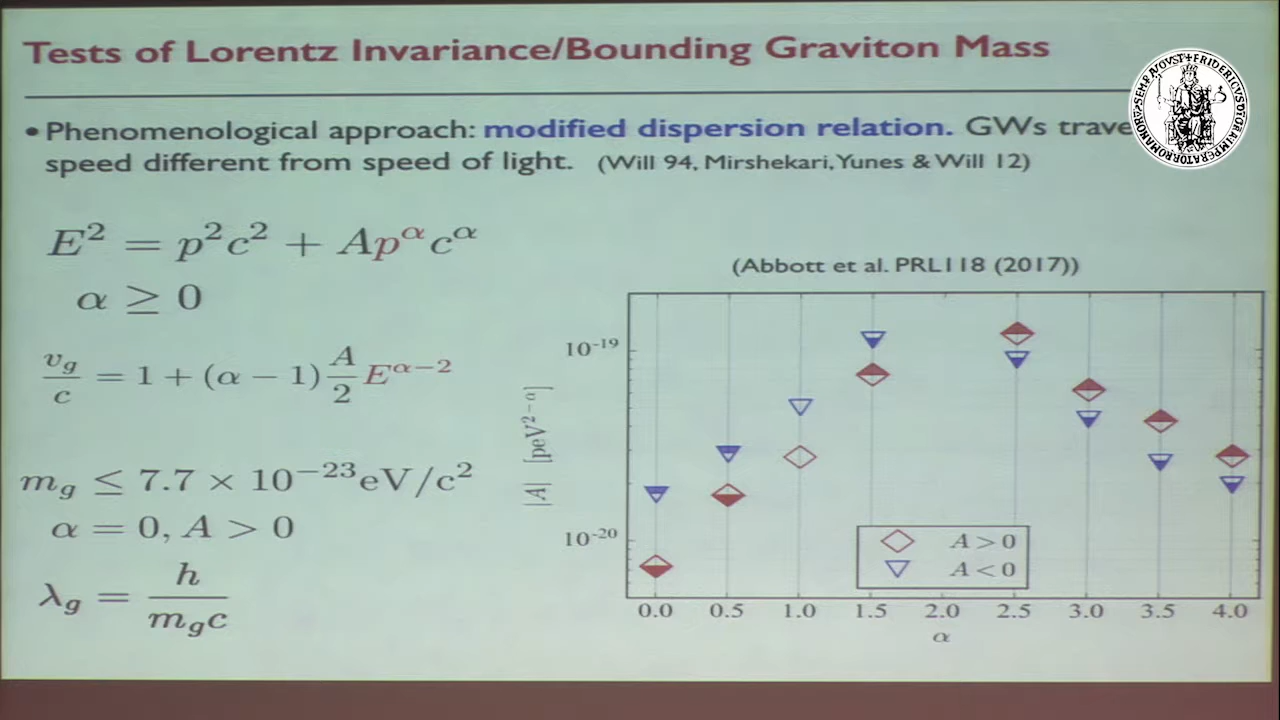 Tests of Lorentz Invariance/Bounding Graviton Mass
• Phenomenological approach: modified dispersion relation. GWs trave
speed different from speed of light. (Will 94, Mirshekari, Yunes & Will 12)
E² = p²c² + Ap^α c^α
α ≥ 0
v_g/c = 1 + (α − 1) A/2 E^(α−2)
m_g ≤ 7.7 × 10⁻²³ eV/c²
α = 0, A > 0
λ_g = h/(m_g c)
(Abbott et al. PRL118 (2017))
|A| [peV^(2−α)]
10⁻¹⁹
10⁻²⁰
A > 0
A < 0
0.0 0.5 1.0 1.5 2.0 2.5 3.0 3.5 4.0
α